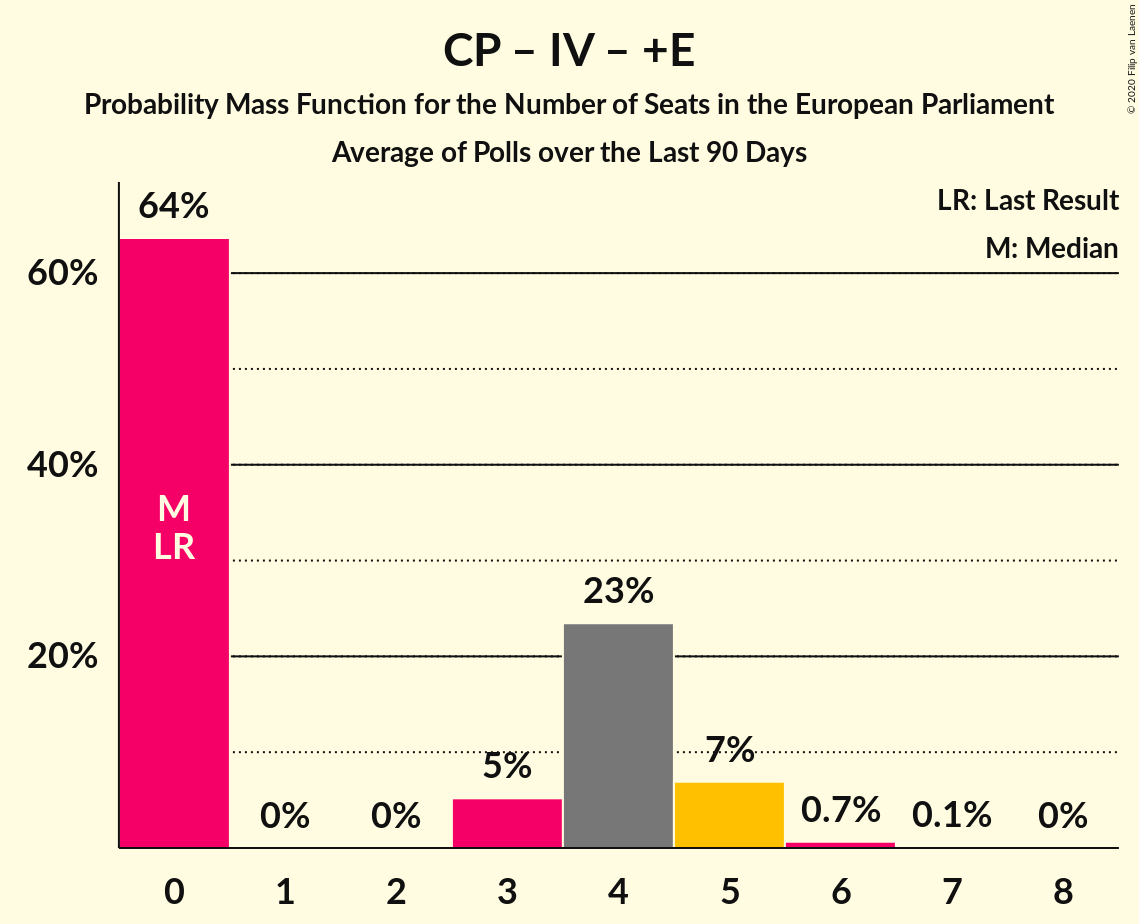 CP – IV – +E
Probability Mass Function for the Number of Seats in the European Parliament
Average of Polls over the Last 90 Days
© 2020 Filip van Laenen
LR: Last Result
M: Median
64%
60%
40%
20%
M
LR
0%
0%
5%
23%
7%
0.7%
0.1%
0%
0 1 2 3 4 5 6 7 8